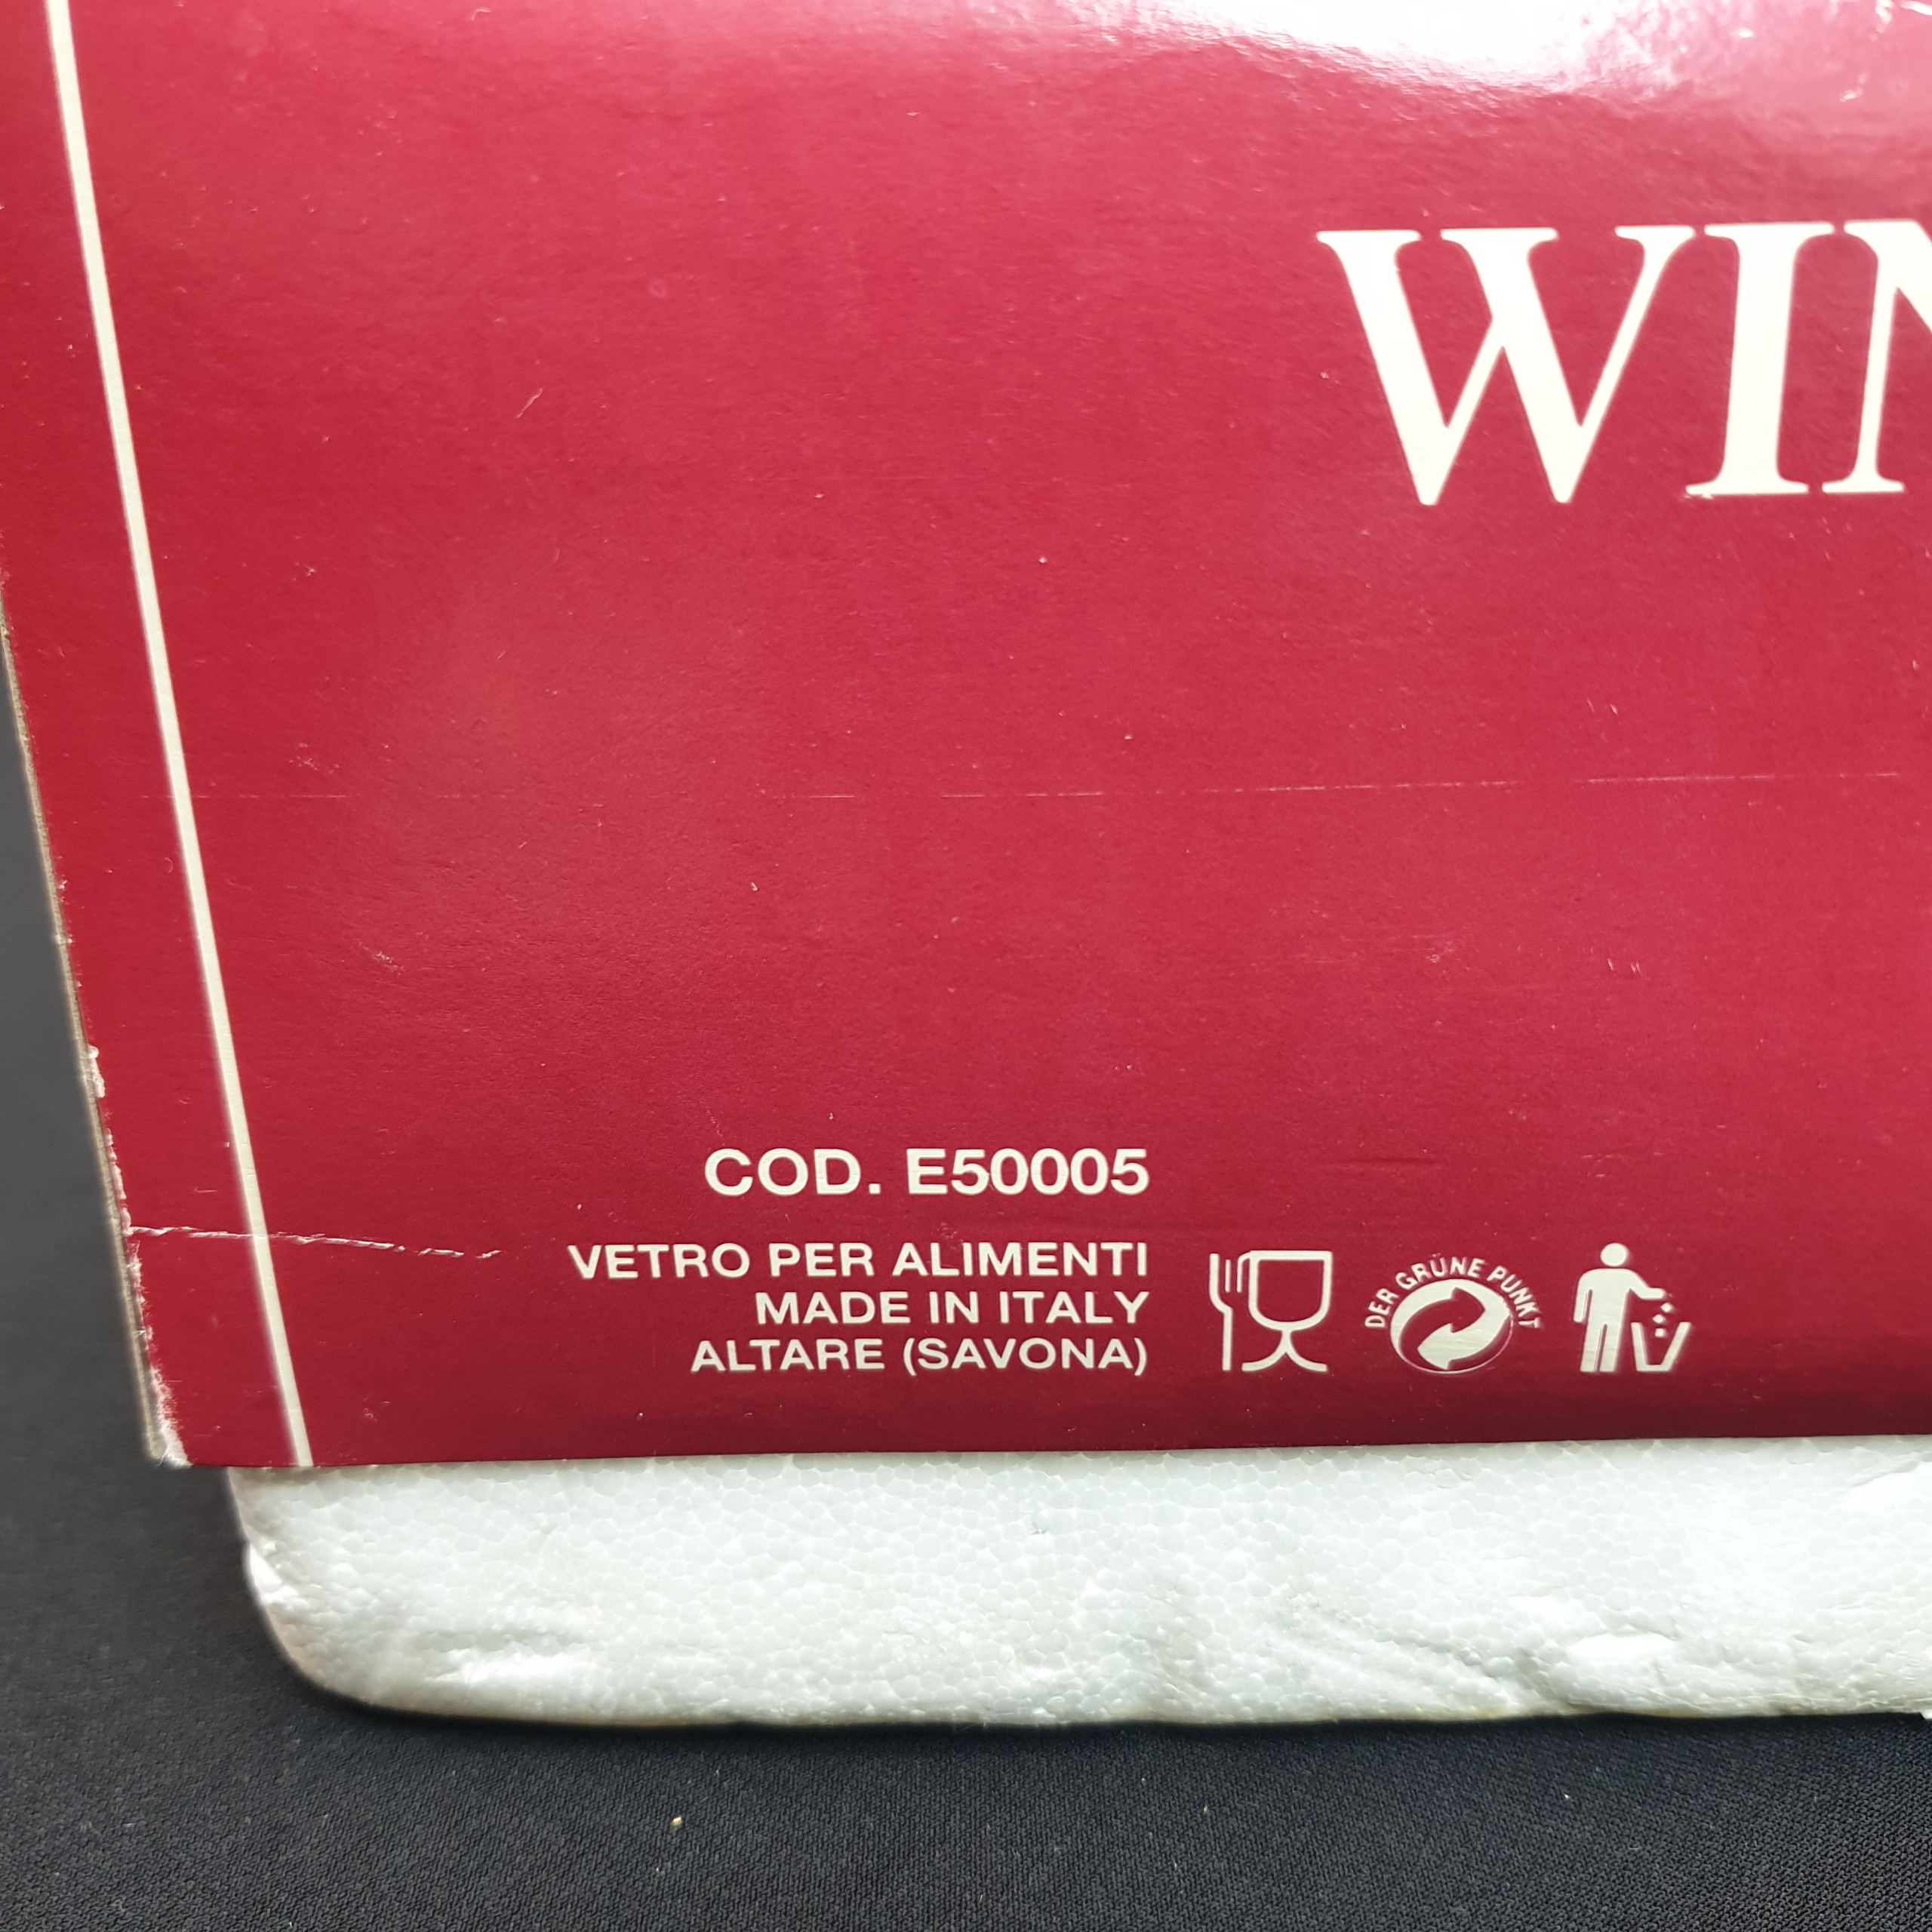 WIN
COD. E50005
VETRO PER ALIMENTI
MADE IN ITALY
ALTARE (SAVONA)
DER GRÜNE PUNKT